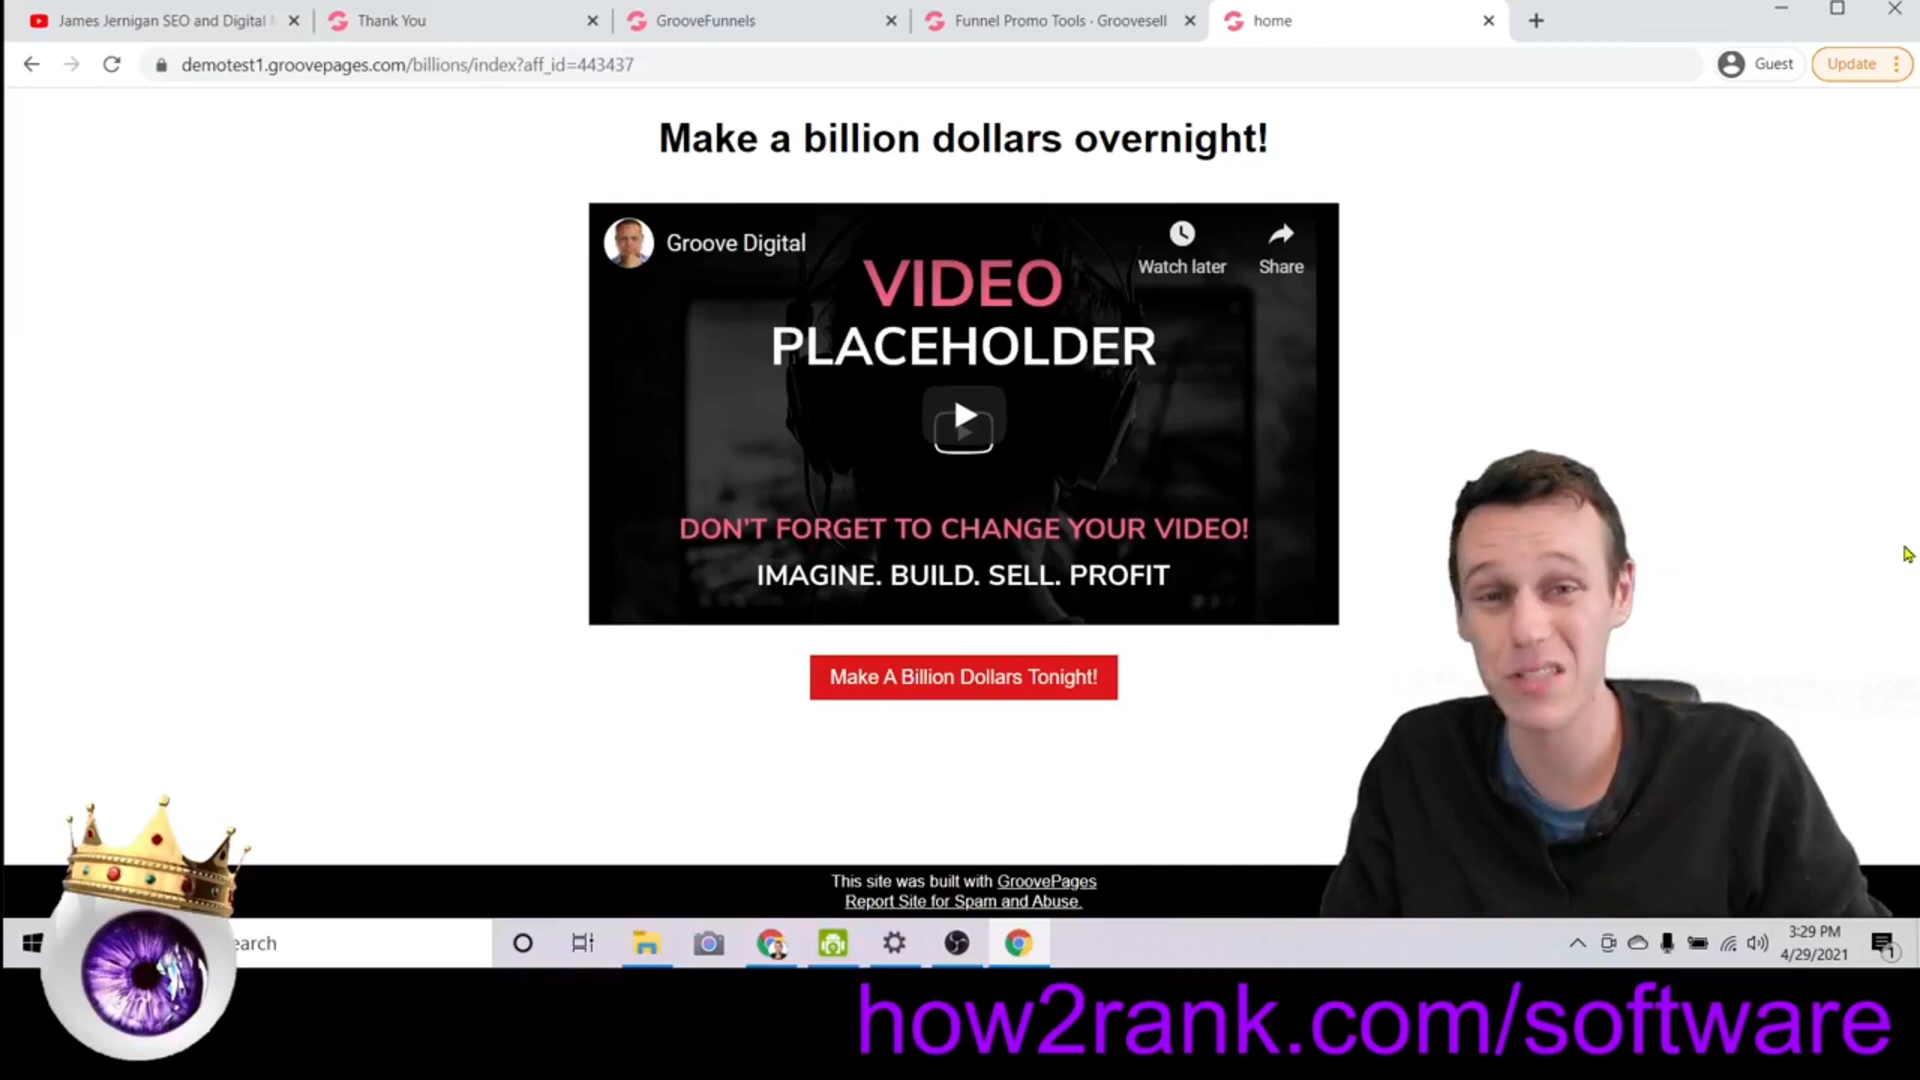 James Jernigan SEO and Digital
Thank You
GrooveFunnels
Funnel Promo Tools - Groovesell
home
demotest1.groovepages.com/billions/index?aff_id=443437
Guest
Update
Make a billion dollars overnight!
Groove Digital
Watch later
Share
VIDEO
PLACEHOLDER
DON'T FORGET TO CHANGE YOUR VIDEO!
IMAGINE. BUILD. SELL. PROFIT
Make A Billion Dollars Tonight!
This site was built with GroovePages
Report Site for Spam and Abuse.
earch
3:29 PM
4/29/2021
1
how2rank.com/software